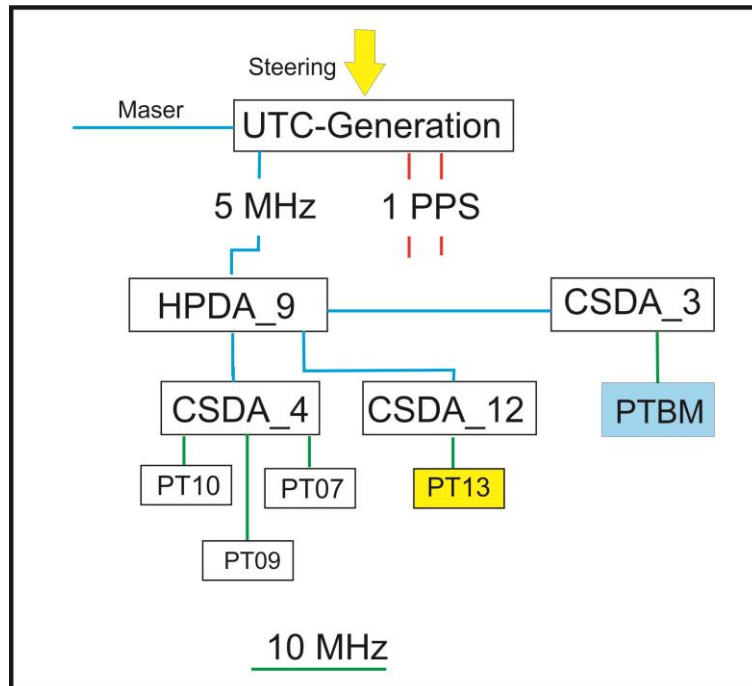 Steering
Maser
UTC-Generation
5 MHz
1 PPS
HPDA_9
CSDA_3
CSDA_4
CSDA_12
PTBM
PT10
PT07
PT13
PT09
10 MHz